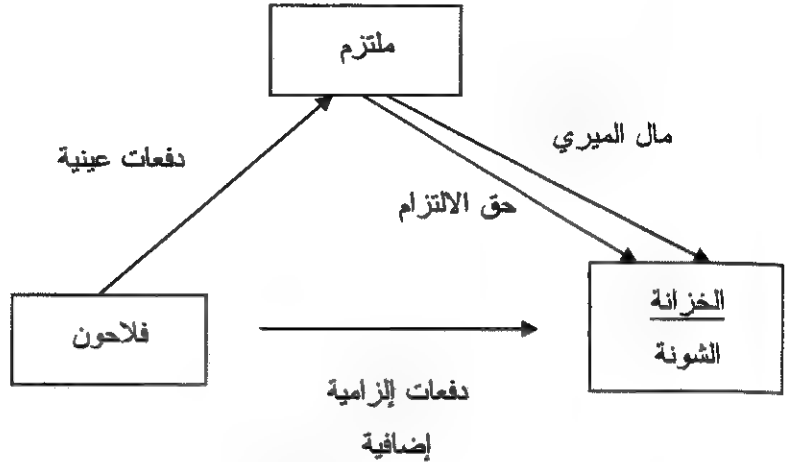 ملتزم
مال الميري
دفعات عينية
حق الالتزام
الخزانة
فلاحون
الشونة
دفعات إلزامية
إضافية